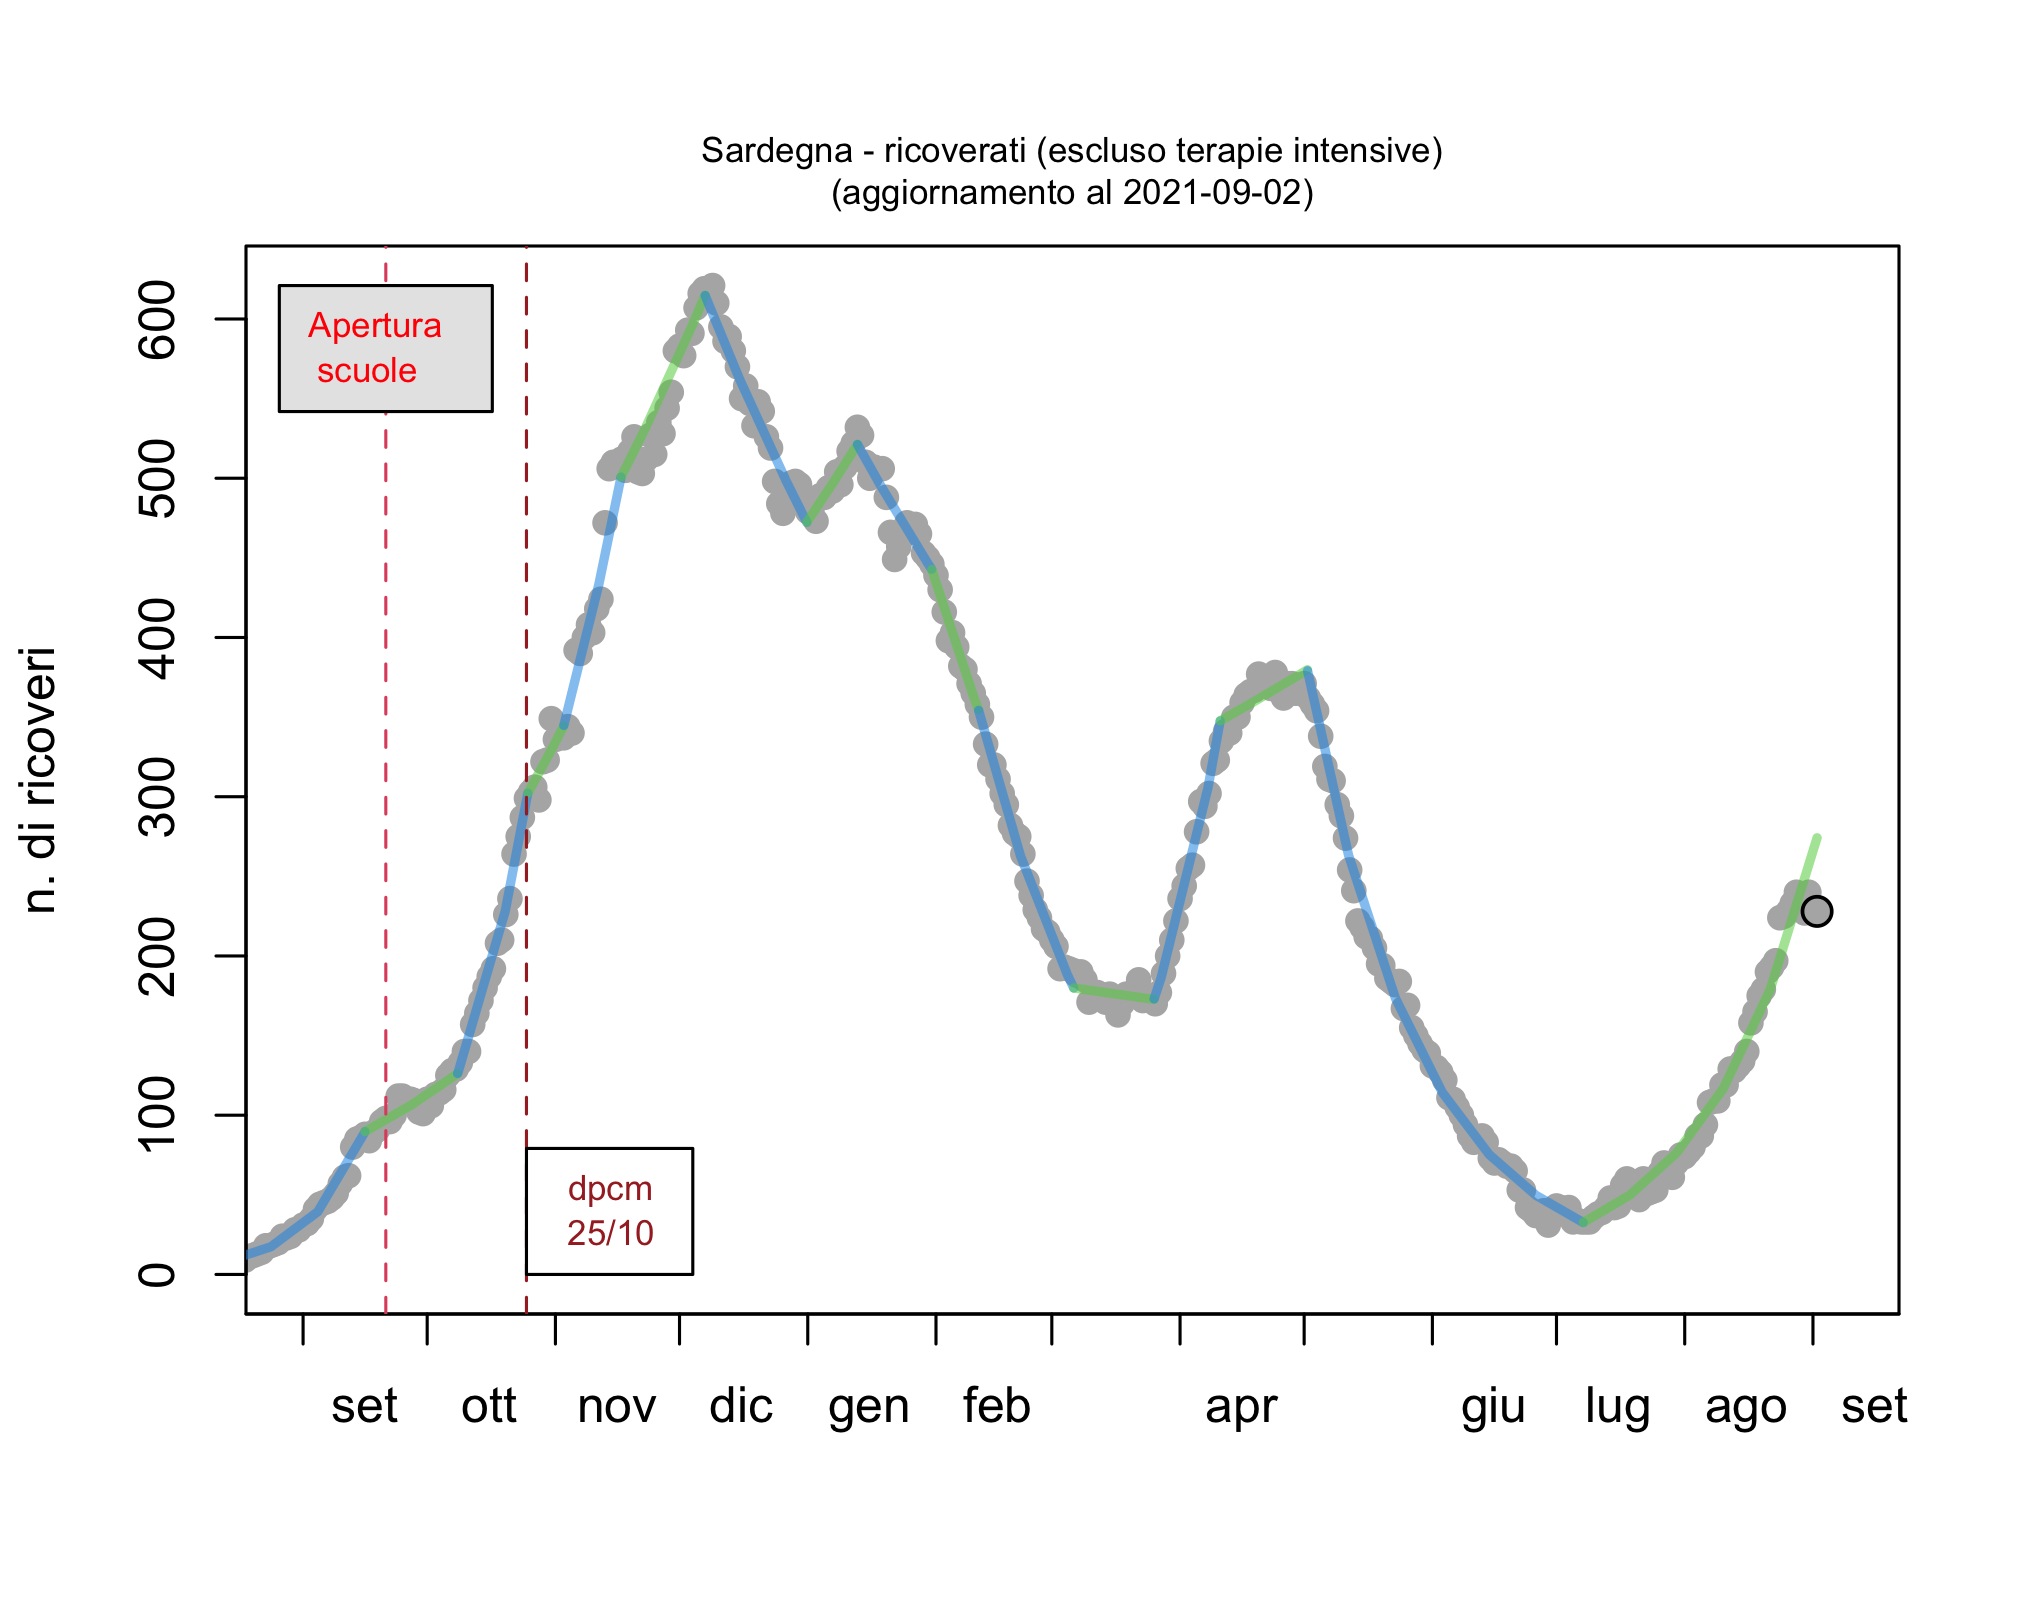 Sardegna - ricoverati (escluso terapie intensive)
(aggiornamento al 2021-09-02)
Apertura
scuole
n. di ricoveri
600
500
400
300
200
100
0
dpcm
25/10
set ott nov dic gen feb apr giu lug ago set